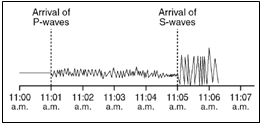 Arrival of Arrival of
P-waves S-waves
11:00 11:01 11:02 11:03 11:04 11:05 11:06 11:07
a.m. a.m. a.m. a.m. a.m. a.m. a.m. a.m.